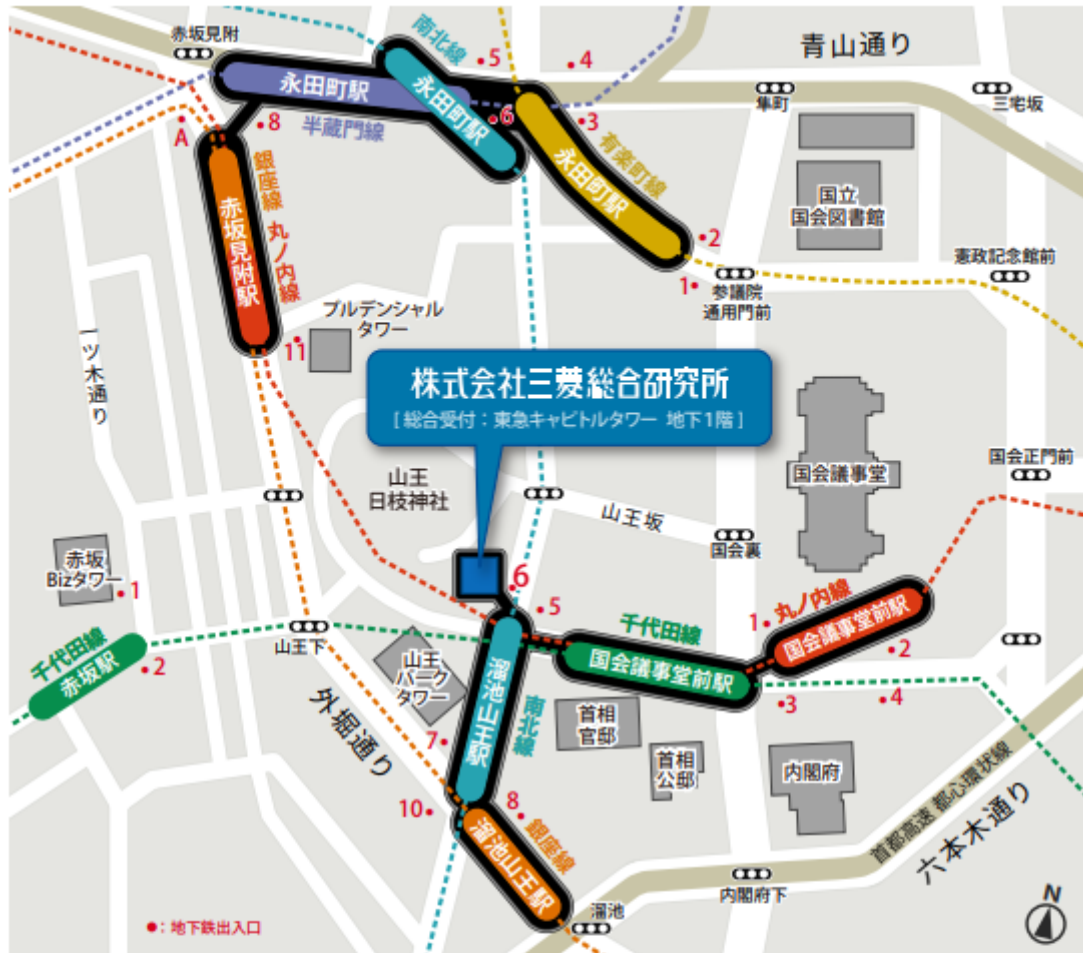 赤坂見附
南北線
5
4
青山通り
永田町駅
永田町駅
6
3
隼町
三宅坂
A
8
半蔵門線
有楽町線
永田町駅
銀座線 丸ノ内線
赤坂見附駅
国立
国会図書館
2
1
参議院
通用門前
憲政記念館前
一ツ木通り
11
プルデンシャル
タワー
株式会社三菱総合研究所
[ 総合受付:東急キャピトルタワー 地下1階 ]
山王
日枝神社
山王坂
国会裏
国会議事堂
国会正門前
赤坂
Bizタワー
1
6
5
千代田線
1
丸ノ内線
国会議事堂前駅
2
千代田線
赤坂駅
2
山王下
山王
パーク
タワー
溜池山王駅
南北線
国会議事堂前駅
3
4
外堀通り
7
首相
官邸
首相
公邸
内閣府
10
8
銀座線
溜池山王駅
首都高速 都心環状線
六本木通り
内閣府下
溜池
N
●:地下鉄出入口